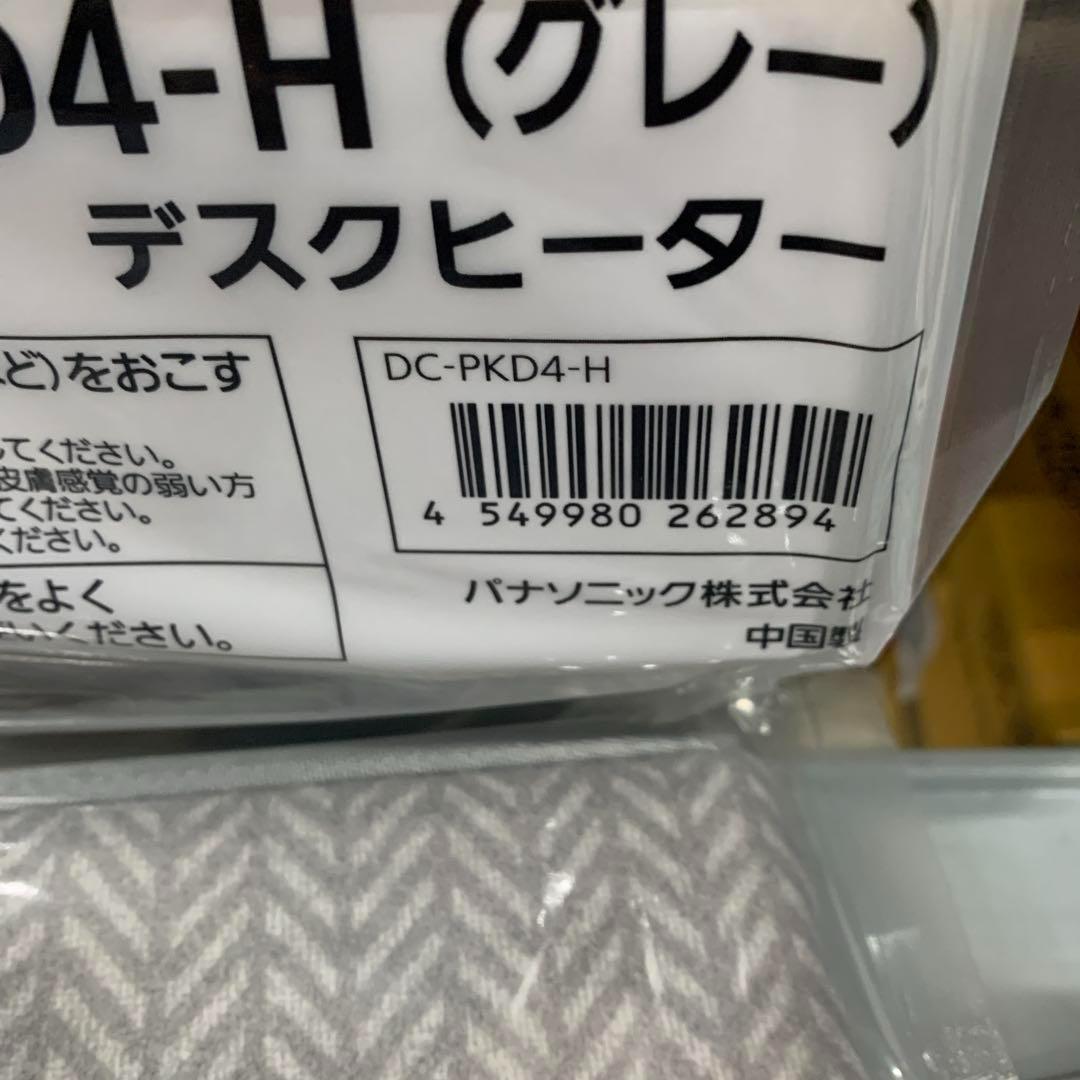 D4-H（グレー）
デスクヒーター
ど）をおこす
してください。
皮膚感覚の弱い方
てください。
ください。
をよく
ください。
DC-PKD4-H
4 549980 262894
パナソニック株式会社
中国製